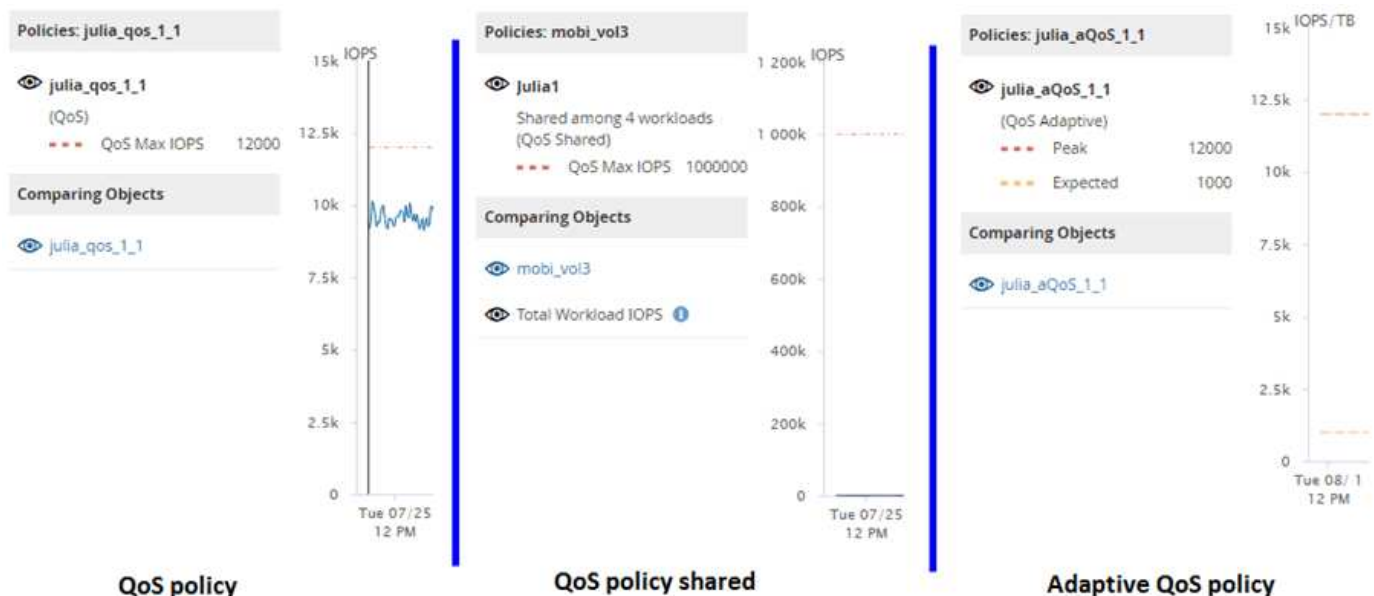 Policies: julia_qos_1_1
julia_qos_1_1
(QoS)
QoS Max IOPS 12000
Comparing Objects
julia_qos_1_1
IOPS
15k
12.5k
10k
7.5k
5k
2.5k
0
Tue 07/25
12 PM
QoS policy
Policies: mobi_vol3
Julia1
Shared among 4 workloads
(QoS Shared)
QoS Max IOPS 1000000
Comparing Objects
mobi_vol3
Total Workload IOPS
IOPS
1 200k
1 000k
800k
600k
400k
200k
0
Tue 07/25
12 PM
QoS policy shared
Policies: julia_aQoS_1_1
julia_aQoS_1_1
(QoS Adaptive)
Peak 12000
Expected 1000
Comparing Objects
julia_aQoS_1_1
IOPS/TB
15k
12.5k
10k
7.5k
5k
2.5k
0
Tue 08/ 1
12 PM
Adaptive QoS policy